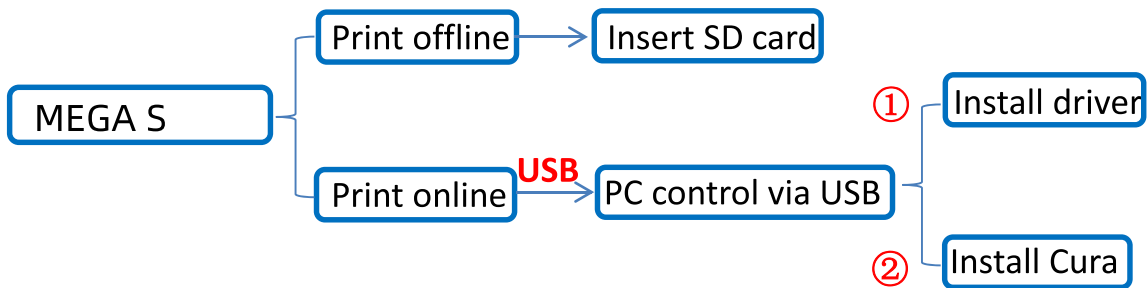 Print offline
Insert SD card
MEGA S
① Install driver
USB
Print online
PC control via USB
② Install Cura